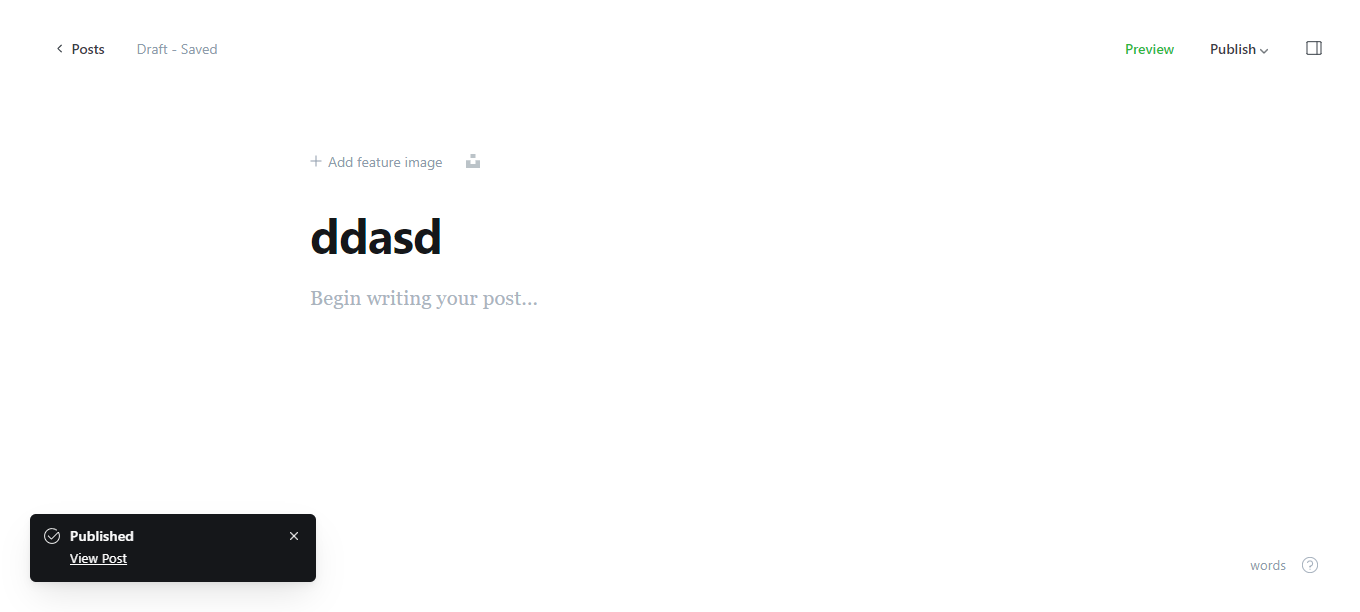 Posts
Draft - Saved
Preview
Publish
Add feature image
ddasd
Begin writing your post...
Published
View Post
words
?